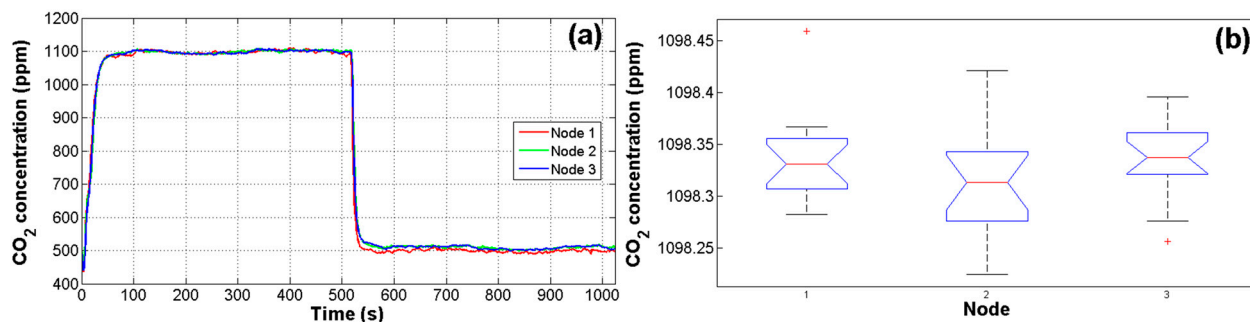 (a)
CO2 concentration (ppm)
1200
1100
1000
900
800
700
600
500
400
0 100 200 300 400 500 600 700 800 900 1000
Time (s)
Node 1
Node 2
Node 3
(b)
CO2 concentration (ppm)
1098.45
1098.4
1098.35
1098.3
1098.25
1 2 3
Node